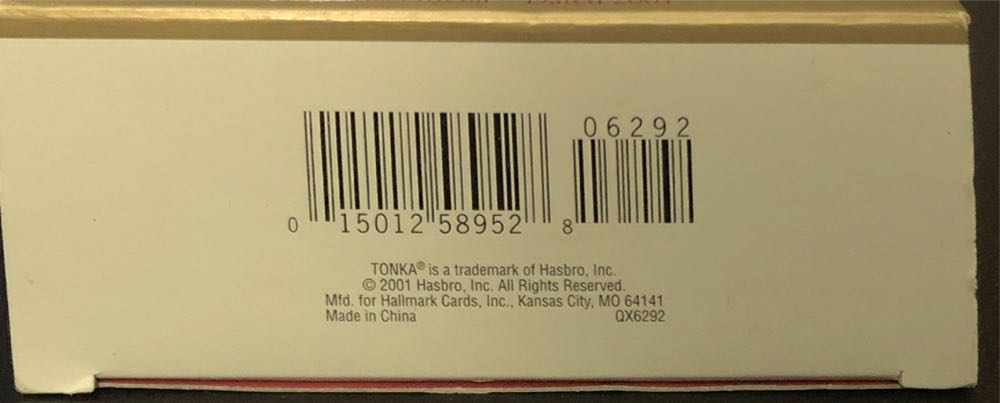 06292
0 15012 58952 8
TONKA® is a trademark of Hasbro, Inc.
© 2001 Hasbro, Inc. All Rights Reserved.
Mfd. for Hallmark Cards, Inc., Kansas City, MO 64141
Made in China QX6292